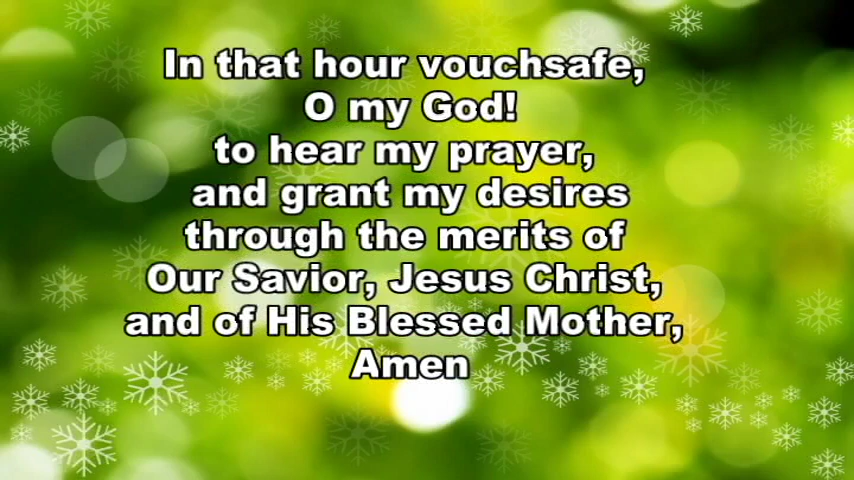 In that hour vouchsafe,
O my God!
to hear my prayer,
and grant my desires
through the merits of
Our Savior, Jesus Christ,
and of His Blessed Mother,
Amen